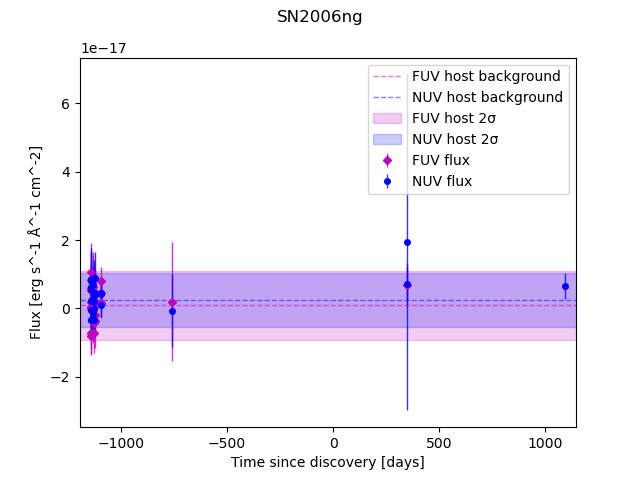 SN2006ng
1e−17
FUV host background
NUV host background
FUV host 2σ
NUV host 2σ
FUV flux
NUV flux
6
4
2
0
−2
Flux [erg s^-1 Å^-1 cm^-2]
−1000
−500
0
500
1000
Time since discovery [days]